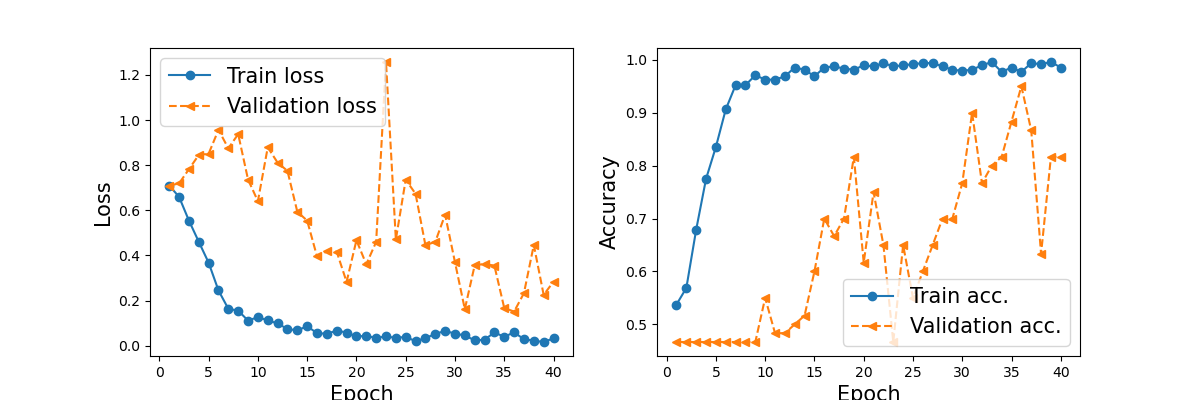 Train loss
Validation loss
Loss
1.2
1.0
0.8
0.6
0.4
0.2
0.0
0 5 10 15 20 25 30 35 40
Epoch
Accuracy
1.0
0.9
0.8
0.7
0.6
0.5
Train acc.
Validation acc.
0 5 10 15 20 25 30 35 40
Epoch